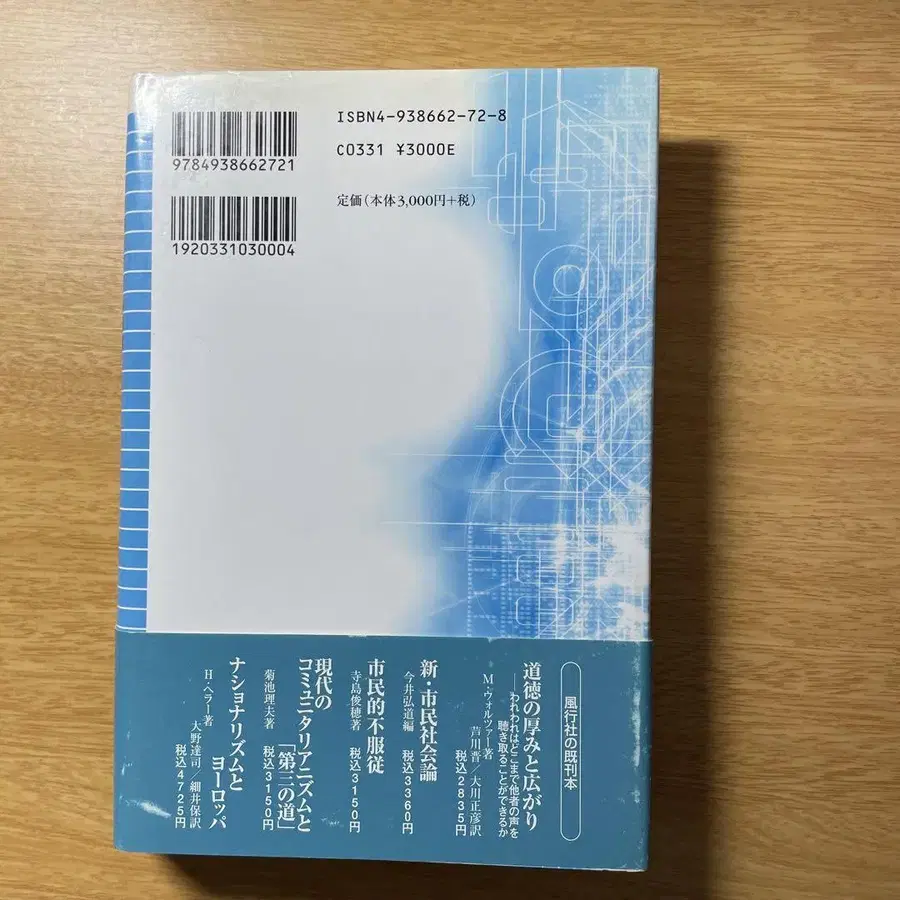 ISBN4-938662-72-8
9784938662721
C0331 ¥3000E
定価(本体3,000円+税)
1920331030004
風行社の既刊本
道徳の厚みと広がり
──われわれはどこまで他者の声を
聴き取ることができるか
M・ヴォルツァー著
芦川晋/大川正彦訳
税込2835円
新・市民社会論
今井弘道編
税込3360円
市民的不服従
寺島俊穂著
税込3150円
現代の
コミュニタリアニズムと
「第三の道」
菊池理夫著
税込3150円
ナショナリズムと
ヨーロッパ
H・ヘラー著
大野達司/細井保訳
税込4725円